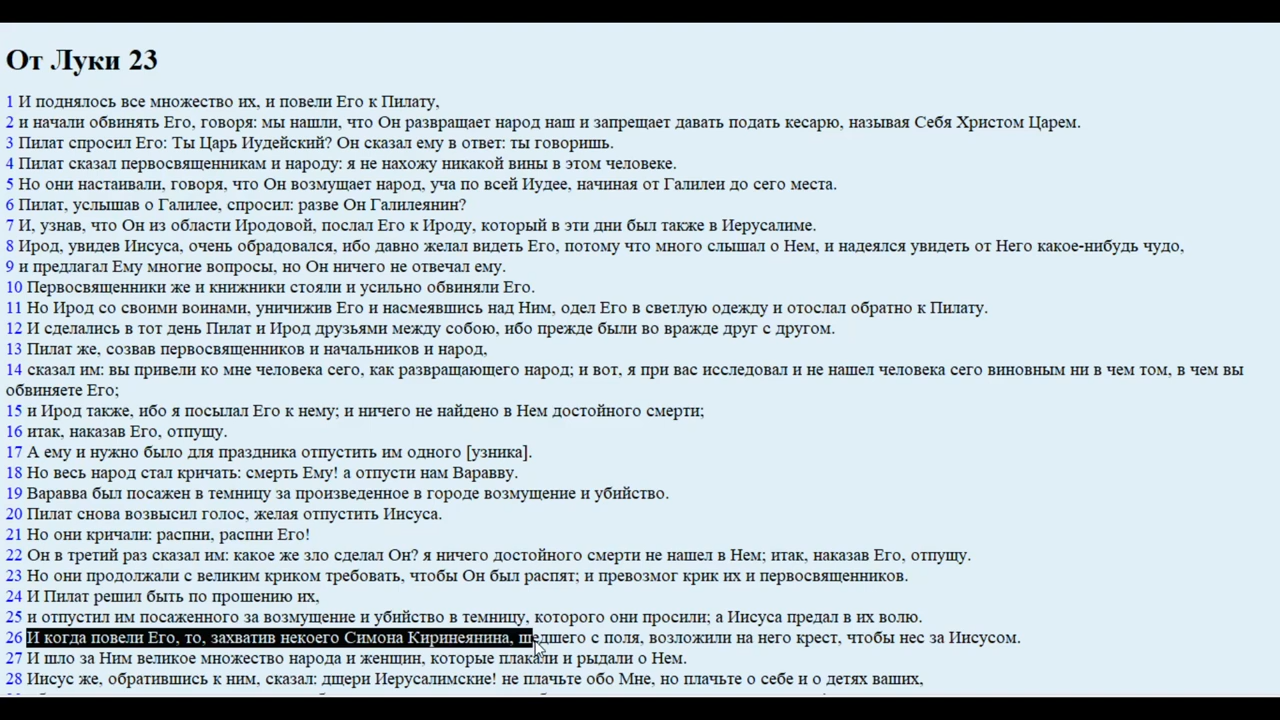 От Луки 23
1 И поднялось все множество их, и повели Его к Пилату,
2 и начали обвинять Его, говоря: мы нашли, что Он развращает народ наш и запрещает давать подать кесарю, называя Себя Христом Царем.
3 Пилат спросил Его: Ты Царь Иудейский? Он сказал ему в ответ: ты говоришь.
4 Пилат сказал первосвященникам и народу: я не нахожу никакой вины в этом человеке.
5 Но они настаивали, говоря, что Он возмущает народ, уча по всей Иудее, начиная от Галилеи до сего места.
6 Пилат, услышав о Галилее, спросил: разве Он Галилеянин?
7 И, узнав, что Он из области Иродовой, послал Его к Ироду, который в эти дни был также в Иерусалиме.
8 Ирод, увидев Иисуса, очень обрадовался, ибо давно желал видеть Его, потому что много слышал о Нем, и надеялся увидеть от Него какое-нибудь чудо,
9 и предлагал Ему многие вопросы, но Он ничего не отвечал ему.
10 Первосвященники же и книжники стояли и усильно обвиняли Его.
11 Но Ирод со своими воинами, уничижив Его и насмеявшись над Ним, одел Его в светлую одежду и отослал обратно к Пилату.
12 И сделались в тот день Пилат и Ирод друзьями между собою, ибо прежде были во вражде друг с другом.
13 Пилат же, созвав первосвященников и начальников и народ,
14 сказал им: вы привели ко мне человека сего, как развращающего народ; и вот, я при вас исследовал и не нашел человека сего виновным ни в чем том, в чем вы
обвиняете Его;
15 и Ирод также, ибо я посылал Его к нему; и ничего не найдено в Нем достойного смерти;
16 итак, наказав Его, отпущу.
17 А ему и нужно было для праздника отпустить им одного [узника].
18 Но весь народ стал кричать: смерть Ему! а отпусти нам Варавву.
19 Варавва был посажен в темницу за произведенное в городе возмущение и убийство.
20 Пилат снова возвысил голос, желая отпустить Иисуса.
21 Но они кричали: распни, распни Его!
22 Он в третий раз сказал им: какое же зло сделал Он? я ничего достойного смерти не нашел в Нем; итак, наказав Его, отпущу.
23 Но они продолжали с великим криком требовать, чтобы Он был распят; и превозмог крик их и первосвященников.
24 И Пилат решил быть по прошению их,
25 и отпустил им посаженного за возмущение и убийство в темницу, которого они просили; а Иисуса предал в их волю.
26 И когда повели Его, то, захватив некоего Симона Киринеянина, шедшего с поля, возложили на него крест, чтобы нес за Иисусом.
27 И шло за Ним великое множество народа и женщин, которые плакали и рыдали о Нем.
28 Иисус же, обратившись к ним, сказал: дщери Иерусалимские! не плачьте обо Мне, но плачьте о себе и о детях ваших,